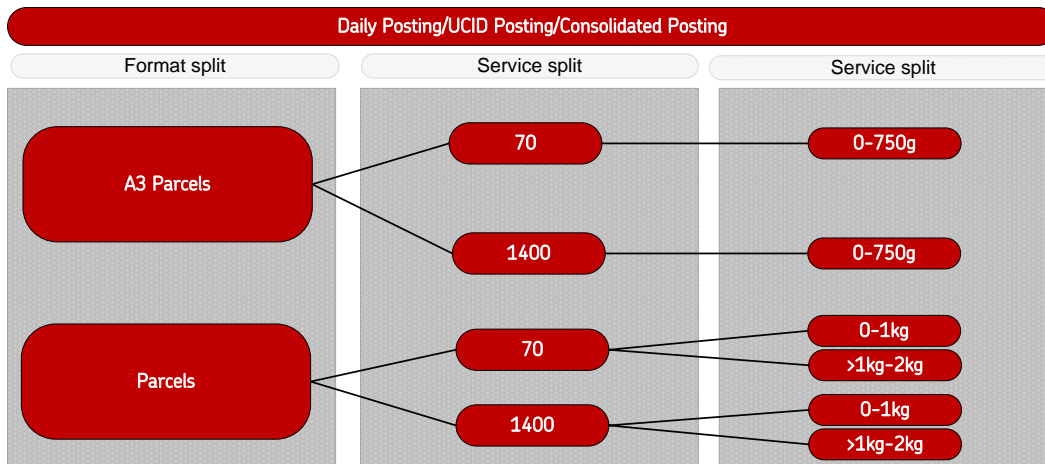 Daily Posting/UCID Posting/Consolidated Posting
Format split
Service split
Service split
A3 Parcels
70
0-750g
1400
0-750g
Parcels
70
0-1kg
>1kg-2kg
1400
0-1kg
>1kg-2kg